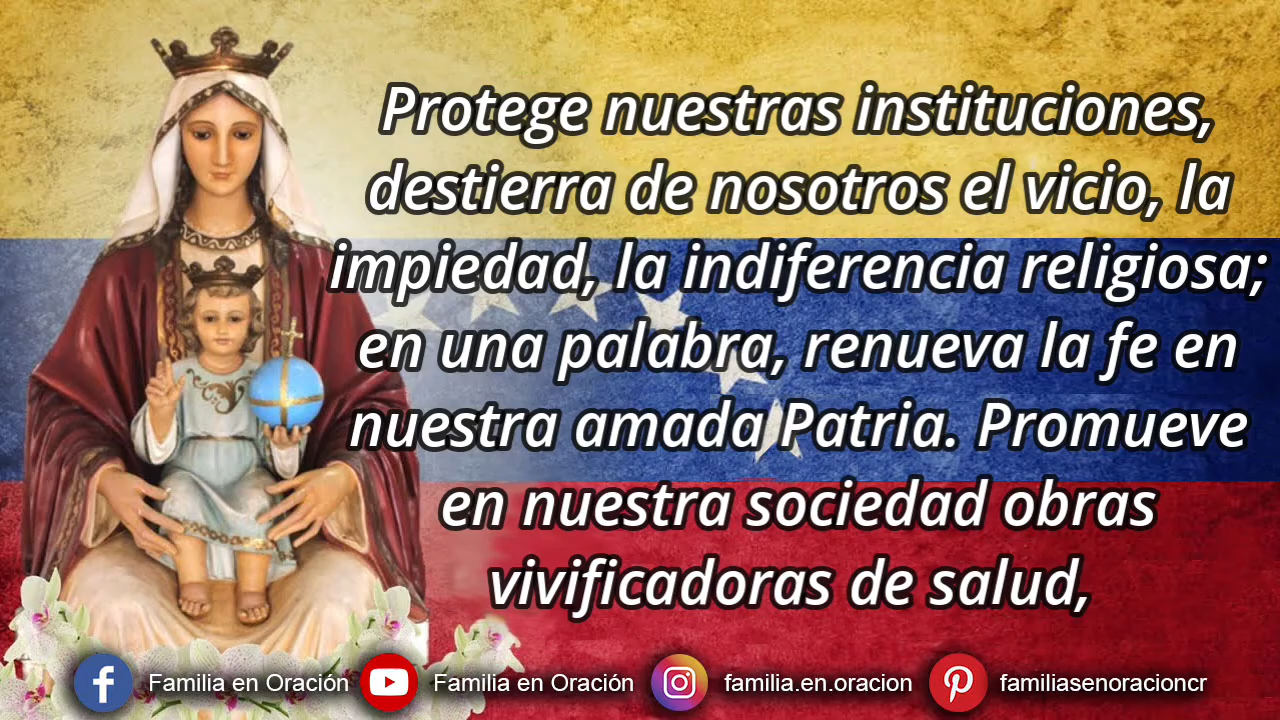 Protege nuestras instituciones,
destierra de nosotros el vicio, la
impiedad, la indiferencia religiosa;
en una palabra, renueva la fe en
nuestra amada Patria. Promueve
en nuestra sociedad obras
vivificadoras de salud,
Familia en Oración Familia en Oración familia.en.oracion familiasenoracioncr